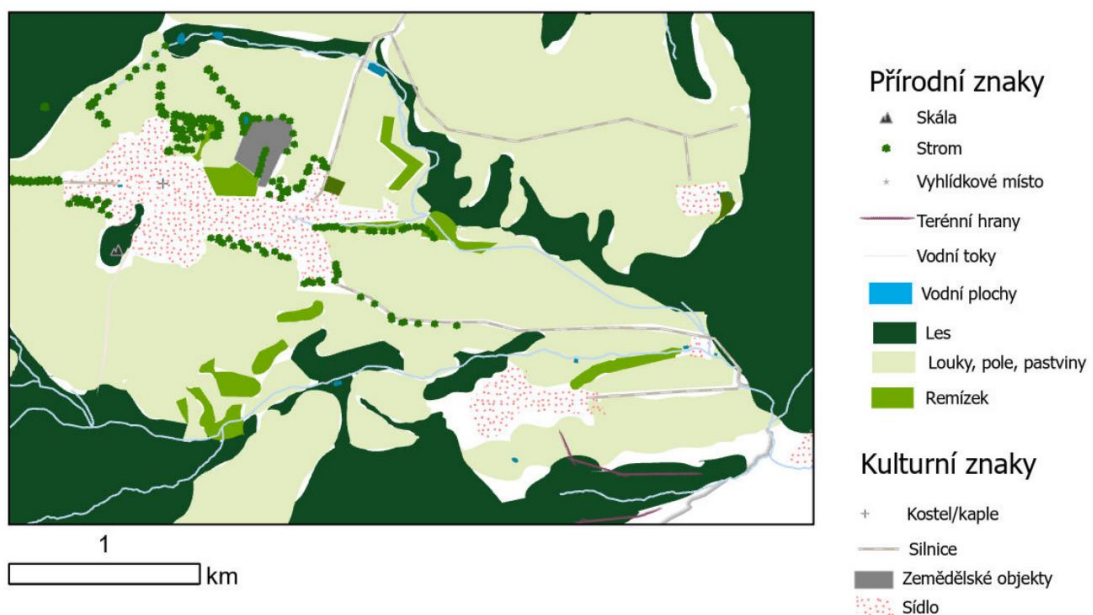 Přírodní znaky
Skála
Strom
Vyhlídkové místo
Terénní hrany
Vodní toky
Vodní plochy
Les
Louky, pole, pastviny
Remízek
Kulturní znaky
Kostel/kaple
Silnice
Zemědělské objekty
Sídlo
1
km